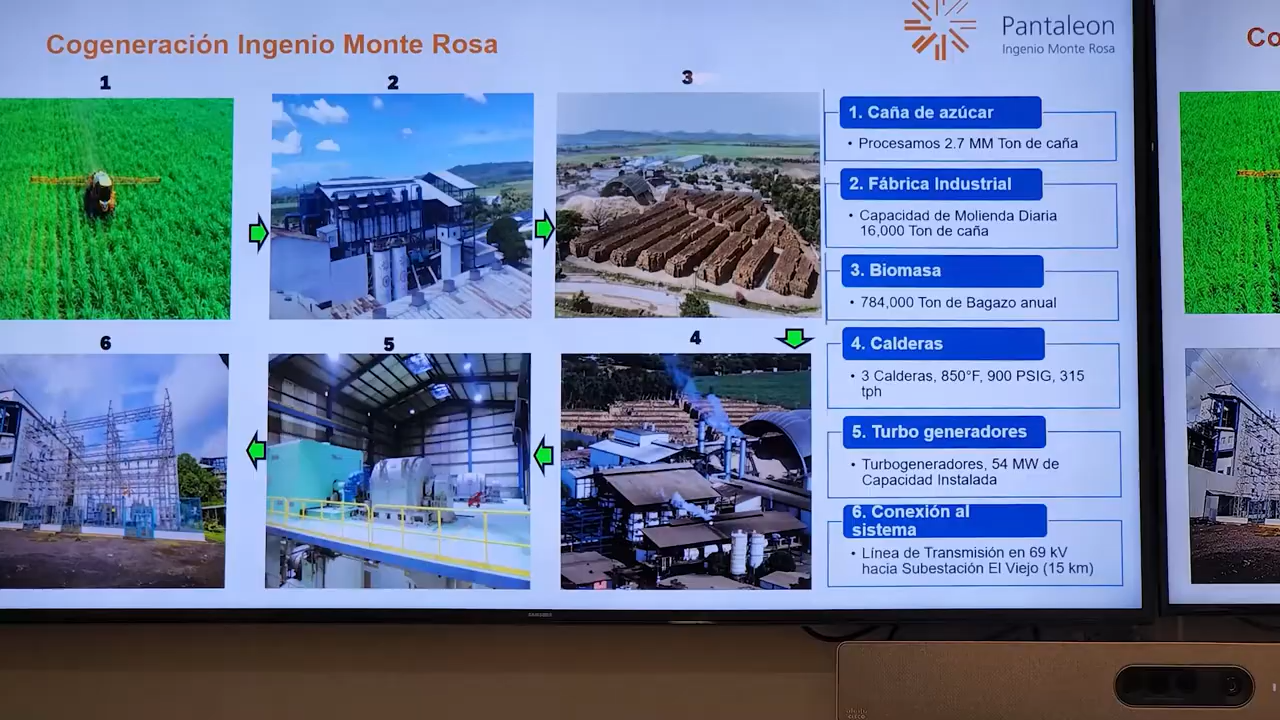 Cogeneración Ingenio Monte Rosa
Pantaleon
Ingenio Monte Rosa
Co
1
2
3
6
5
4
1. Caña de azúcar
• Procesamos 2.7 MM Ton de caña
2. Fábrica Industrial
• Capacidad de Molienda Diaria
16,000 Ton de caña
3. Biomasa
• 784,000 Ton de Bagazo anual
4. Calderas
• 3 Calderas, 850°F, 900 PSIG, 315
tph
5. Turbo generadores
• Turbogeneradores, 54 MW de
Capacidad Instalada
6. Conexión al
sistema
• Línea de Transmisión en 69 kV
hacia Subestación El Viejo (15 km)
SAMSUNG
cisco